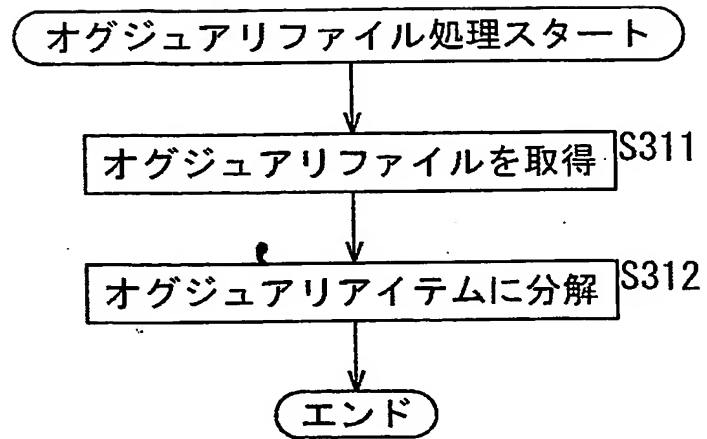 オグジュアリファイル処理スタート
オグジュアリファイルを取得
S311
オグジュアリアイテムに分解
S312
エンド